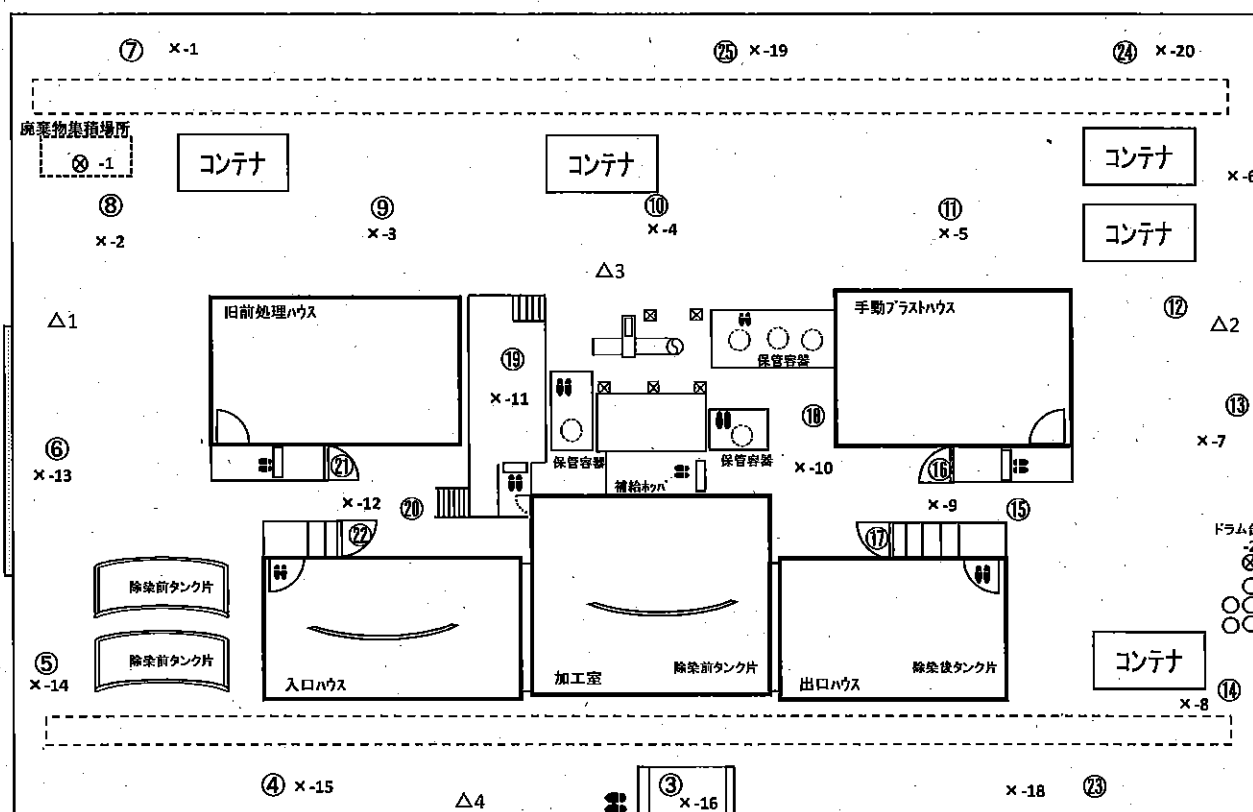 ⑦ ×-1
㉕ ×-19
㉔ ×-20
廃棄物集積場所
⊗ -1
コンテナ
コンテナ
コンテナ
×-6
⑧
×-2
⑨
×-3
⑩
×-4
⑪
×-5
コンテナ
△3
△1
旧前処理ハウス
手動ブラストハウス
⑫
△2
保管容器
⑲
×-11
⑱
⑬
×-7
⑥
×-13
㉑
保管容器
保管容器
×-10
⑯
補給ホッパ
×-12
⑳
×-9
⑮
㉒
⑰
ドラム缶
-2
⊗
除染前タンク片
除染前タンク片
⑤
×-14
入口ハウス
加工室
除染前タンク片
出口ハウス
除染後タンク片
コンテナ
⑭
×-8
④ ×-15
△4
③
×-16
×-18
㉓